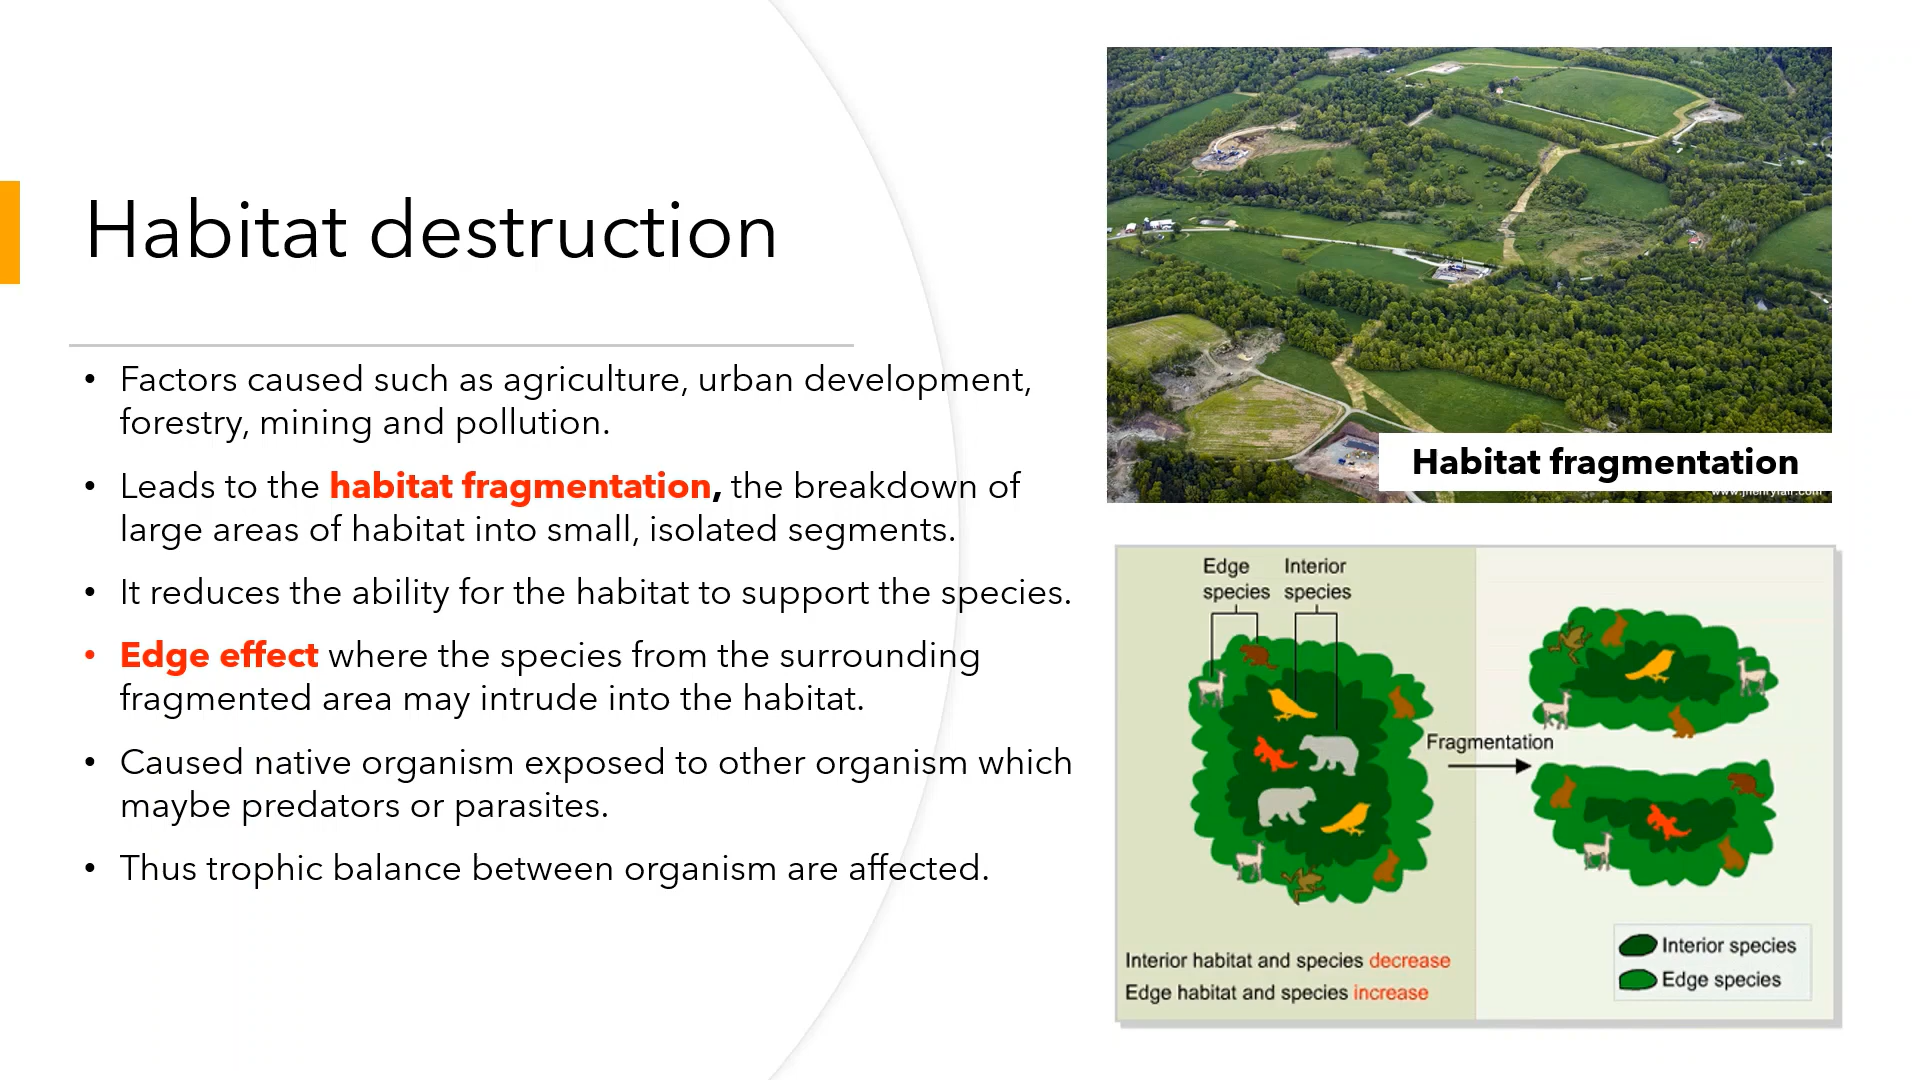 Habitat destruction
• Factors caused such as agriculture, urban development,
forestry, mining and pollution.
• Leads to the habitat fragmentation, the breakdown of
large areas of habitat into small, isolated segments.
• It reduces the ability for the habitat to support the species.
• Edge effect where the species from the surrounding
fragmented area may intrude into the habitat.
• Caused native organism exposed to other organism which
maybe predators or parasites.
• Thus trophic balance between organism are affected.
Habitat fragmentation
www.jhenryfair.com
Edge species
Interior species
Fragmentation
Interior habitat and species decrease
Edge habitat and species increase
Interior species
Edge species